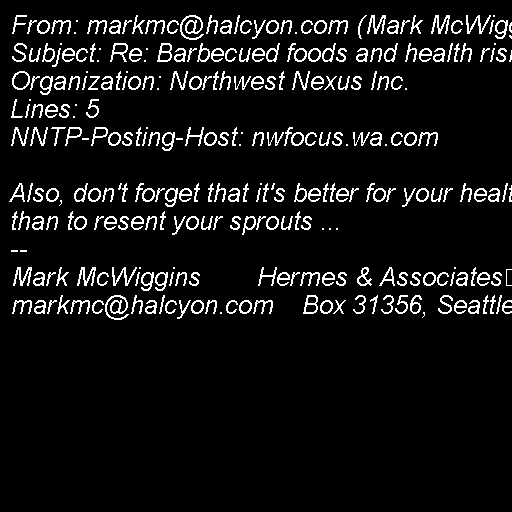 From: markmc@halcyon.com (Mark McWigg
Subject: Re: Barbecued foods and health ris
Organization: Northwest Nexus Inc.
Lines: 5
NNTP-Posting-Host: nwfocus.wa.com

Also, don't forget that it's better for your healt
than to resent your sprouts ...
--
Mark McWiggins        Hermes & Associates
markmc@halcyon.com    Box 31356, Seattle